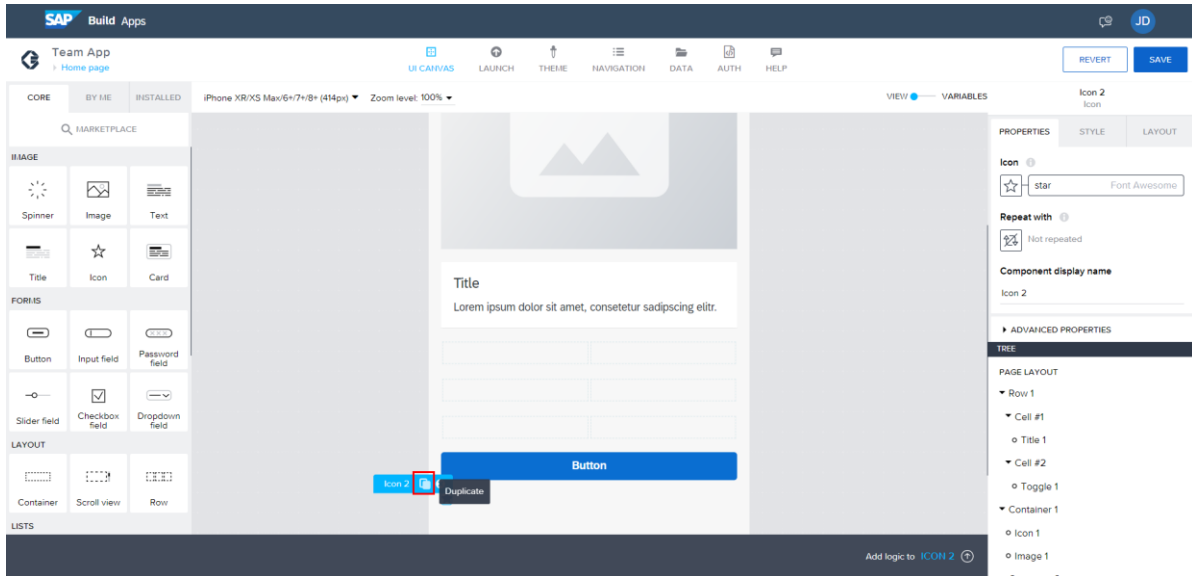 SAP Build Apps
JD
Team App
Home page
UI CANVAS LAUNCH THEME NAVIGATION DATA AUTH HELP
REVERT SAVE
CORE BY ME INSTALLED
iPhone XR/XS Max/6+/7+/8+ (414px) Zoom level: 100%
VIEW VARIABLES
Icon 2
Icon
MARKETPLACE
PROPERTIES STYLE LAYOUT
IMAGE
Spinner Image Text
Title Icon Card
FORMS
Button Input field Password field
Slider field Checkbox field Dropdown field
LAYOUT
Container Scroll view Row
LISTS
Title
Lorem ipsum dolor sit amet, consetetur sadipscing elitr.
Button
Icon 2
Duplicate
Icon
star Font Awesome
Repeat with
Not repeated
Component display name
Icon 2
ADVANCED PROPERTIES
TREE
PAGE LAYOUT
Row 1
Cell #1
Title 1
Cell #2
Toggle 1
Container 1
Icon 1
Image 1
Add logic to ICON 2